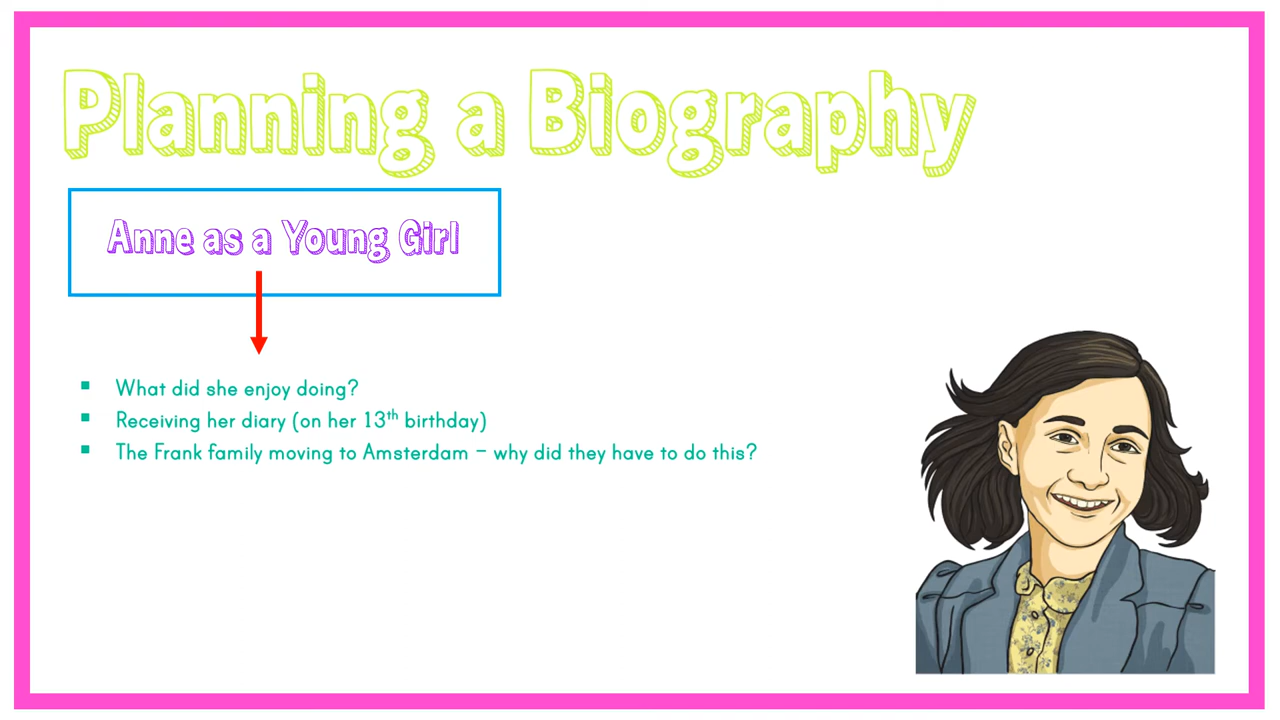 Planning a Biography
Anne as a Young Girl
▪ What did she enjoy doing?
▪ Receiving her diary (on her 13th birthday)
▪ The Frank family moving to Amsterdam – why did they have to do this?